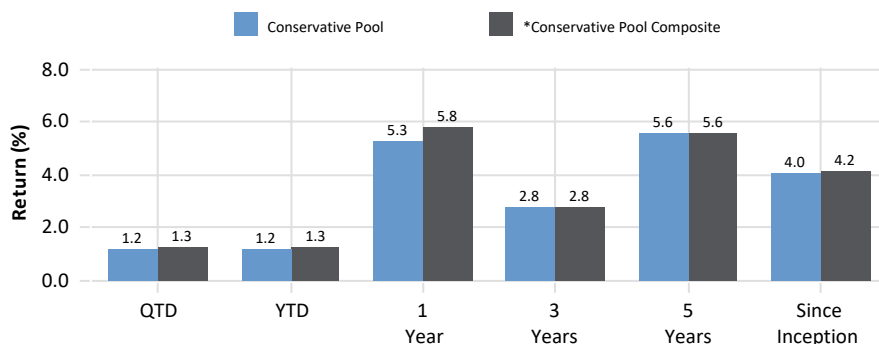 Conservative Pool
*Conservative Pool Composite
Return (%)
8.0
6.0
4.0
2.0
0.0
1.2
1.3
1.2
1.3
5.3
5.8
2.8
2.8
5.6
5.6
4.0
4.2
QTD
YTD
1
Year
3
Years
5
Years
Since
Inception